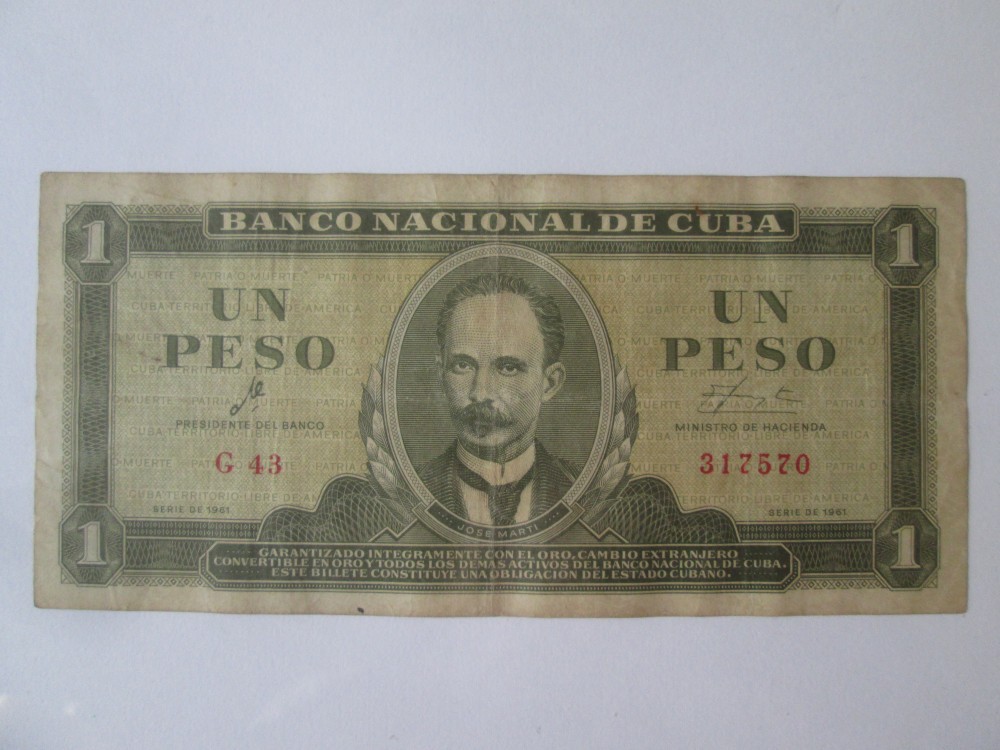 BANCO NACIONAL DE CUBA
1
1
UN
PESO
UN
PESO
PRESIDENTE DEL BANCO
MINISTRO DE HACIENDA
G 43
317570
SERIE DE 1961
SERIE DE 1961
JOSE MARTI
1
1
GARANTIZADO INTEGRAMENTE CON EL ORO, CAMBIO EXTRANJERO
CONVERTIBLE EN ORO Y TODOS LOS DEMAS ACTIVOS DEL BANCO NACIONAL DE CUBA.
ESTE BILLETE CONSTITUYE UNA OBLIGACION DEL ESTADO CUBANO.
MUERTE PATRIA O MUERTE PATRIA O MUERTE
CUBA TERRITORIO LIBRE DE AMERICA